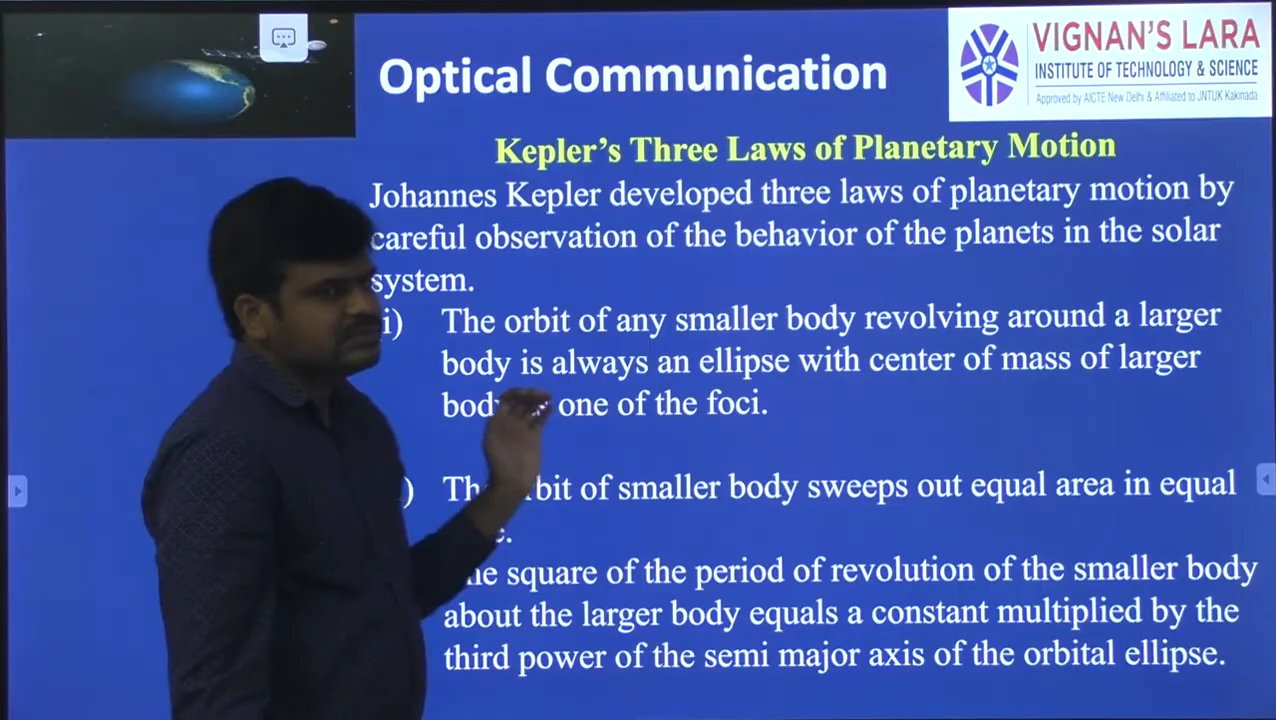 Optical Communication
VIGNAN'S LARA
INSTITUTE OF TECHNOLOGY & SCIENCE
Approved by AICTE New Delhi & Affiliated to JNTUK Kakinada
Kepler's Three Laws of Planetary Motion
Johannes Kepler developed three laws of planetary motion by
careful observation of the behavior of the planets in the solar
system.
i) The orbit of any smaller body revolving around a larger
body is always an ellipse with center of mass of larger
one of the foci.
of smaller body sweeps out equal area in equal
square of the period of revolution of the smaller body
about the larger body equals a constant multiplied by the
third power of the semi major axis of the orbital ellipse.